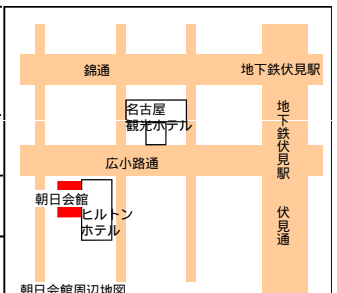 錦通
地下鉄伏見駅
名古屋
観光ホテル
地下鉄伏見駅
広小路通
伏見通
朝日会館
ヒルトン
ホテル
朝日会館周辺地図